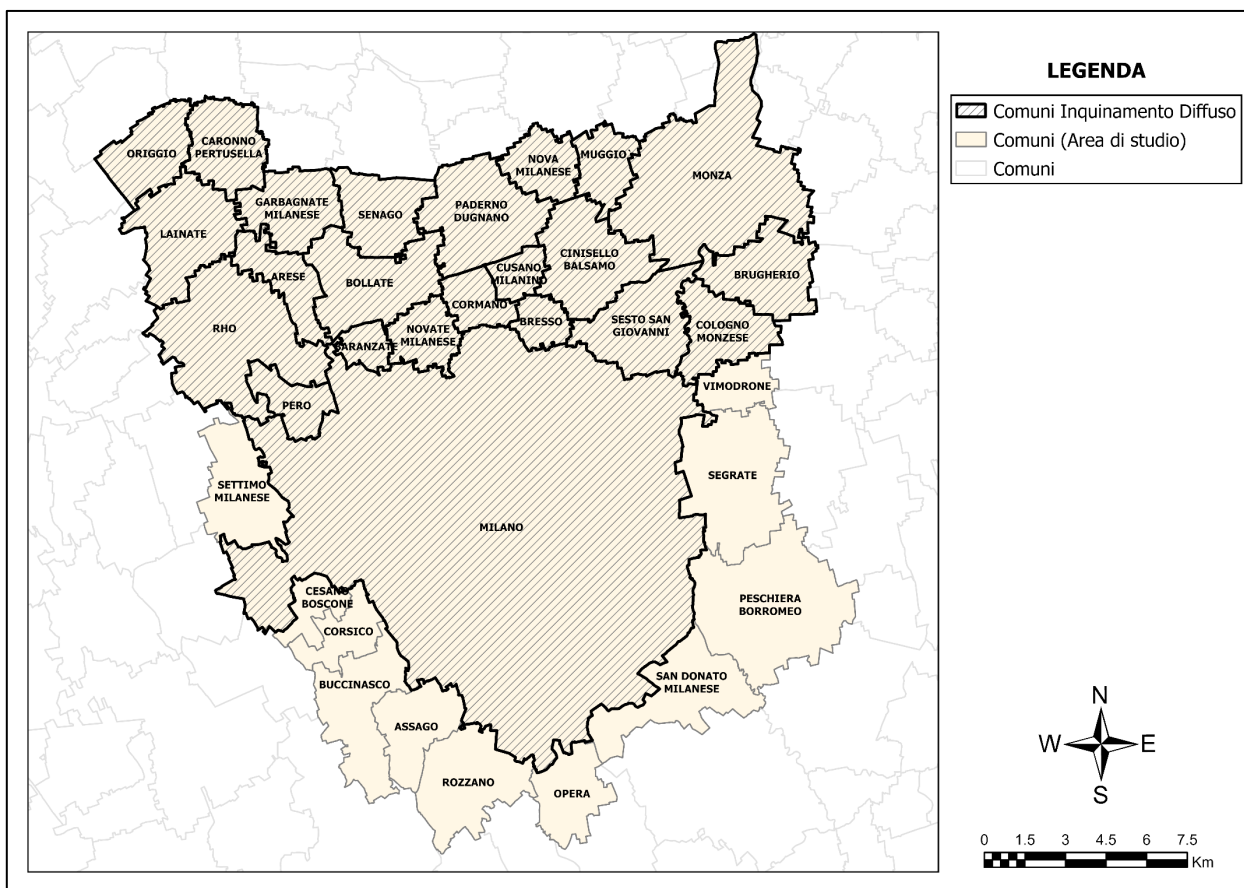 LEGENDA
Comuni Inquinamento Diffuso
Comuni (Area di studio)
Comuni
ORIGGIO
CARONNO
PERTUSELLA
LAINATE
GARBAGNATE
MILANESE
SENAGO
PADERNO
DUGNANO
NOVA
MILANESE
MUGGIO
MONZA
ARESE
BOLLATE
CUSANO
MILANINO
CINISELLO
BALSAMO
BRUGHERIO
RHO
CORMANO
NOVATE
MILANESE
BARANZATE
BRESSO
SESTO SAN
GIOVANNI
COLOGNO
MONZESE
VIMODRONE
PERO
SETTIMO
MILANESE
SEGRATE
MILANO
CESANO
BOSCONE
CORSICO
PESCHIERA
BORROMEO
BUCCINASCO
SAN DONATO
MILANESE
ASSAGO
ROZZANO
OPERA
N
W
E
S
0 1.5 3 4.5 6 7.5
Km